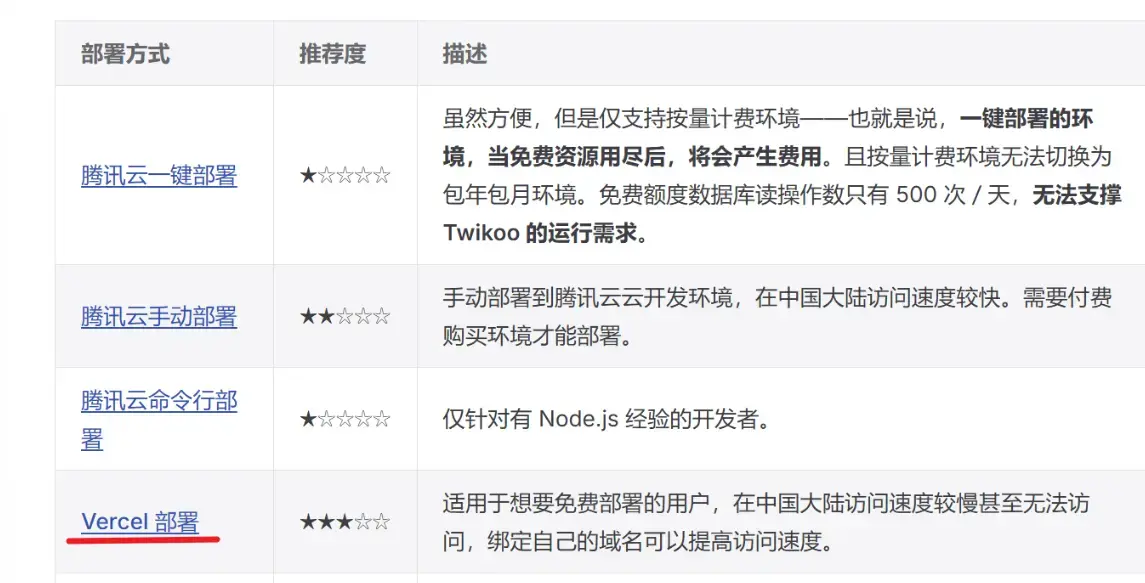 部署方式 推荐度 描述
虽然方便，但是仅支持按量计费环境——也就是说，一键部署的环
境，当免费资源用尽后，将会产生费用。且按量计费环境无法切换为
腾讯云一键部署 ★☆☆☆☆
包年包月环境。免费额度数据库读操作数只有 500 次 / 天，无法支撑
Twikoo 的运行需求。
手动部署到腾讯云云开发环境，在中国大陆访问速度较快。需要付费
腾讯云手动部署 ★★☆☆☆
购买环境才能部署。
腾讯云命令行部
署
★☆☆☆☆ 仅针对有 Node.js 经验的开发者。
适用于想要免费部署的用户，在中国大陆访问速度较慢甚至无法访
Vercel 部署 ★★★☆☆
问，绑定自己的域名可以提高访问速度。